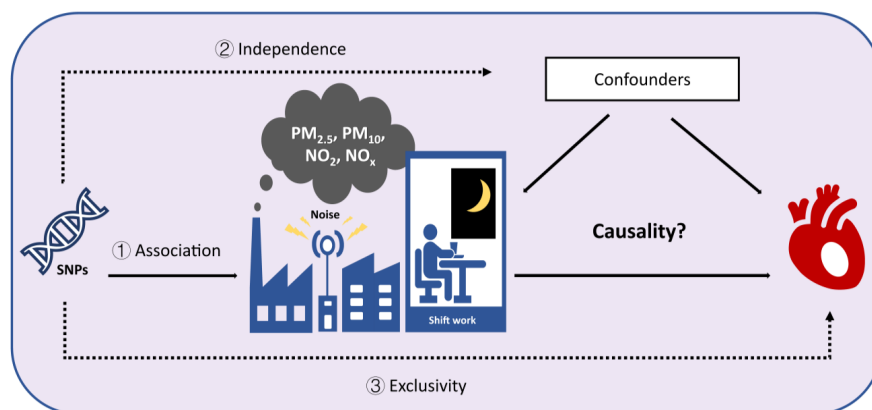 ② Independence
Confounders
PM₂.₅, PM₁₀,
NO₂, NOₓ
Noise
① Association
SNPs
Causality?
Shift work
③ Exclusivity